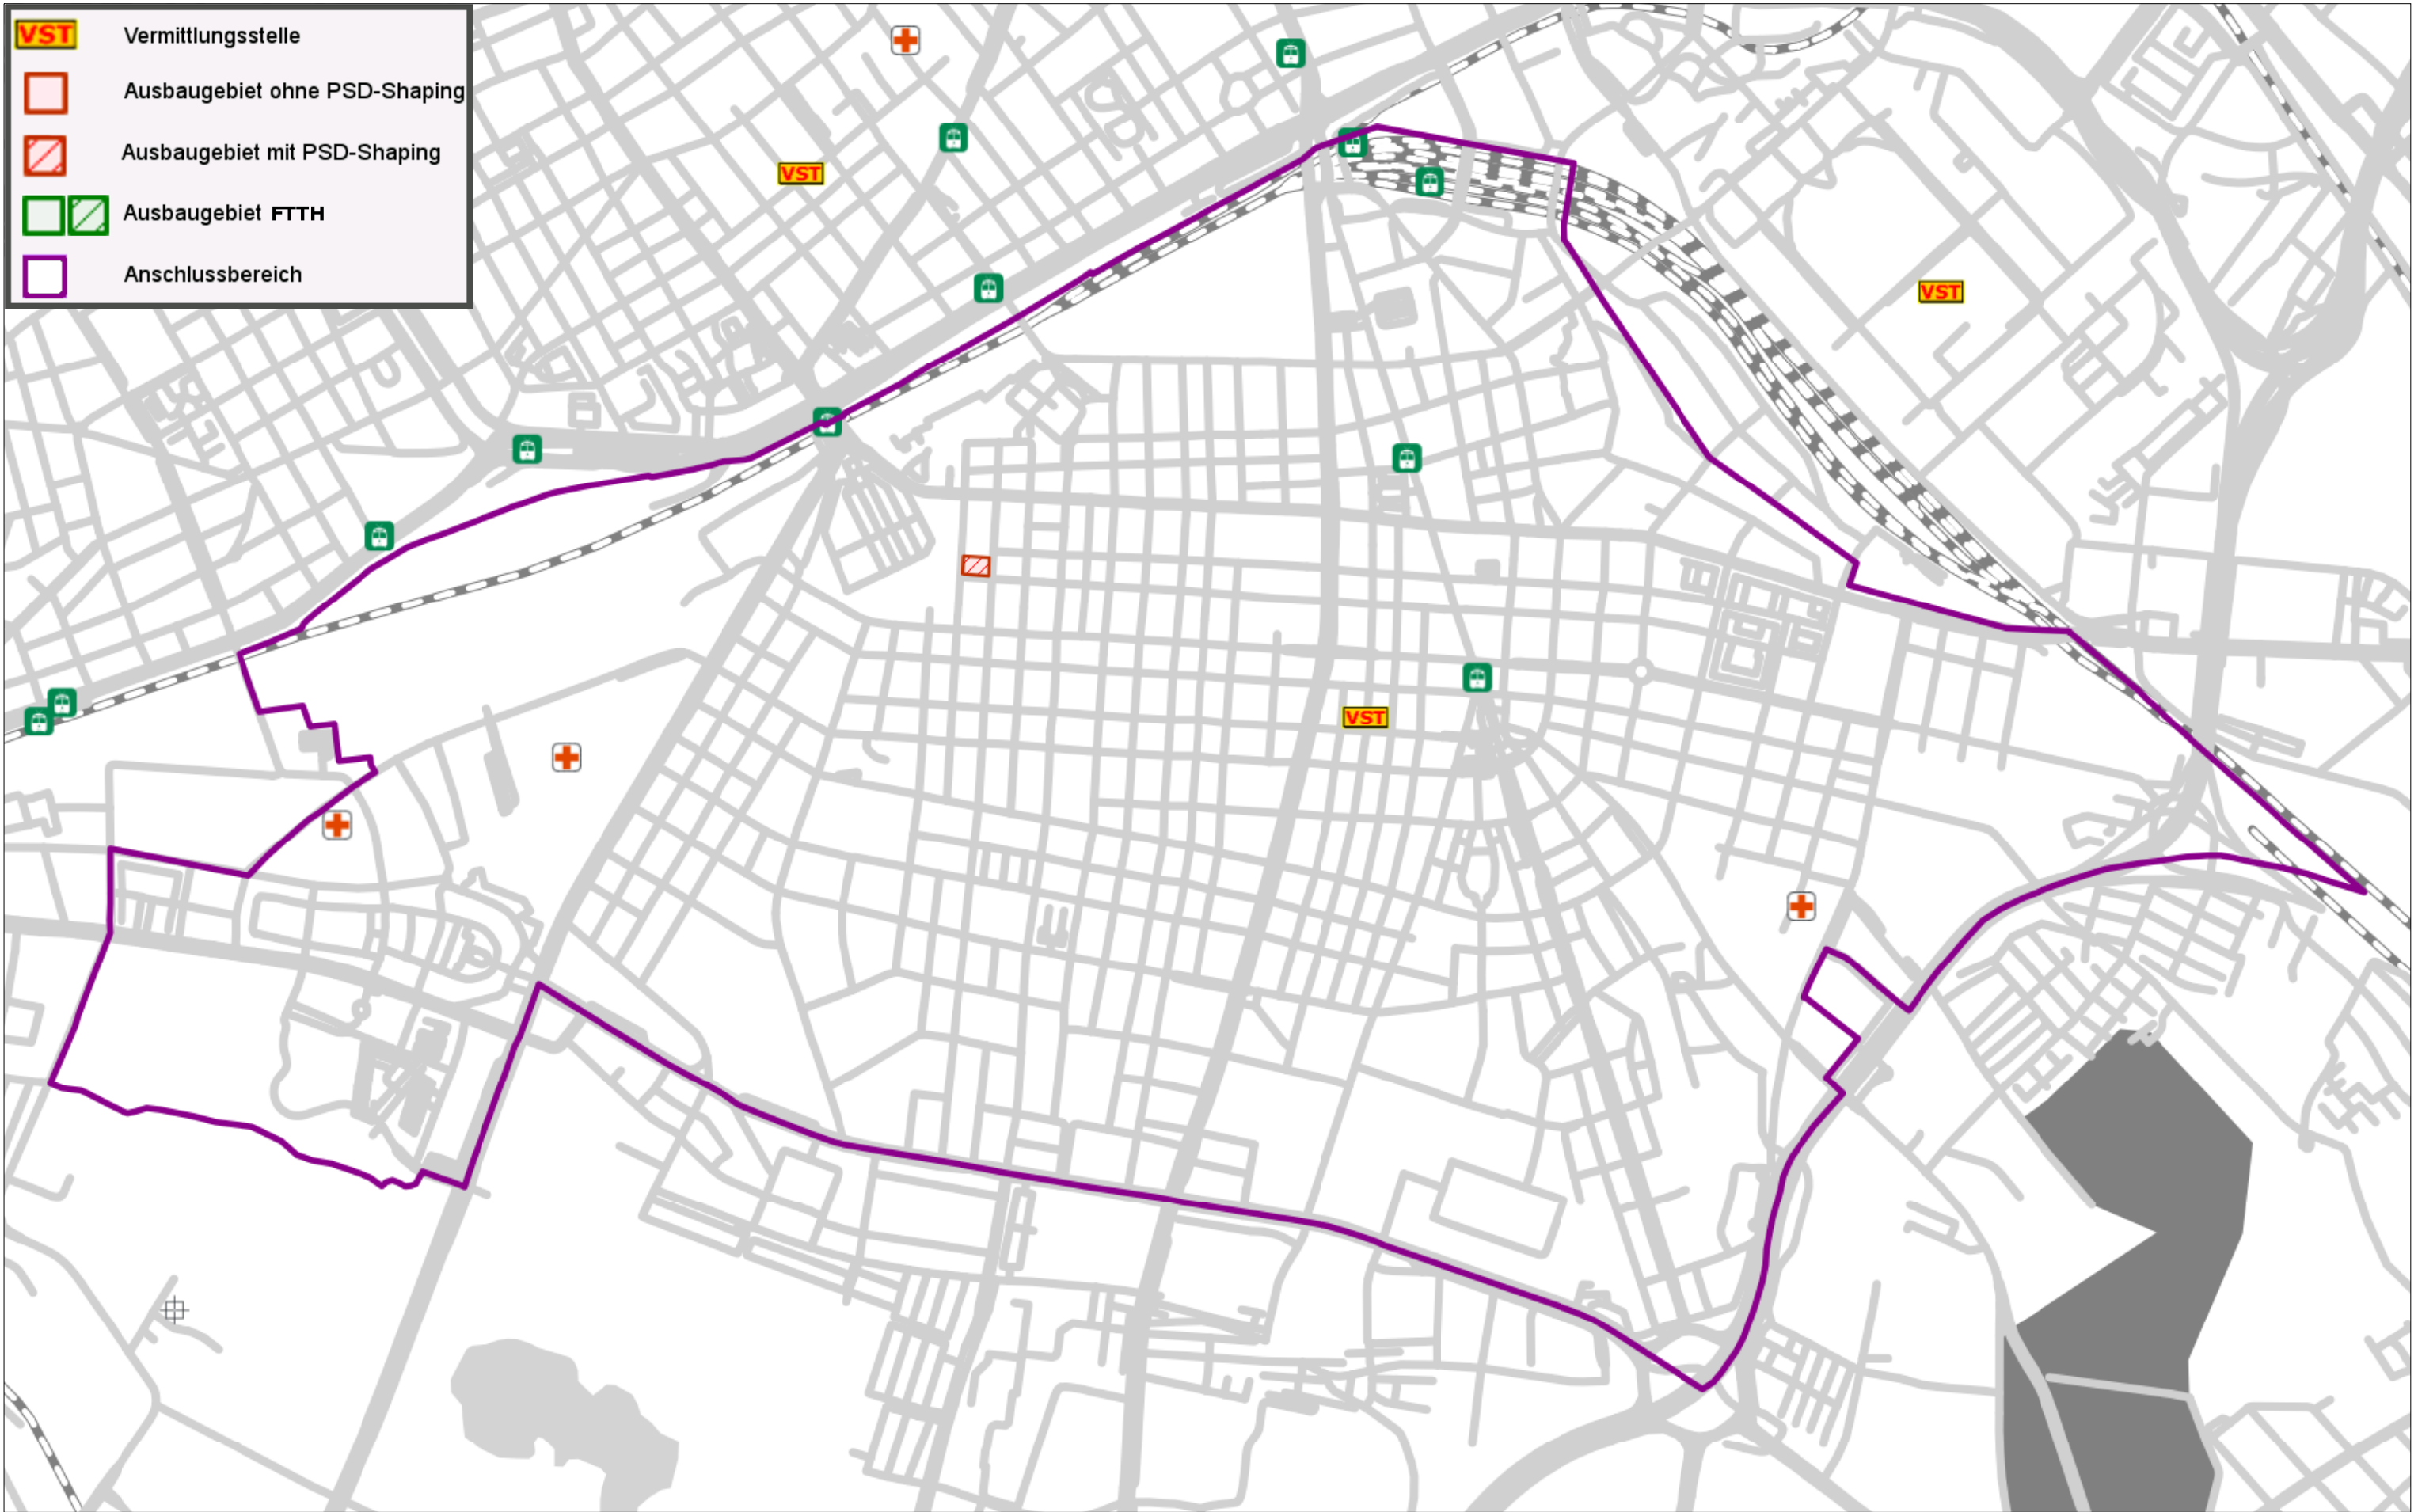 VST Vermittlungsstelle
Ausbaugebiet ohne PSD-Shaping
Ausbaugebiet mit PSD-Shaping
Ausbaugebiet FTTH
Anschlussbereich
VST
VST
VST